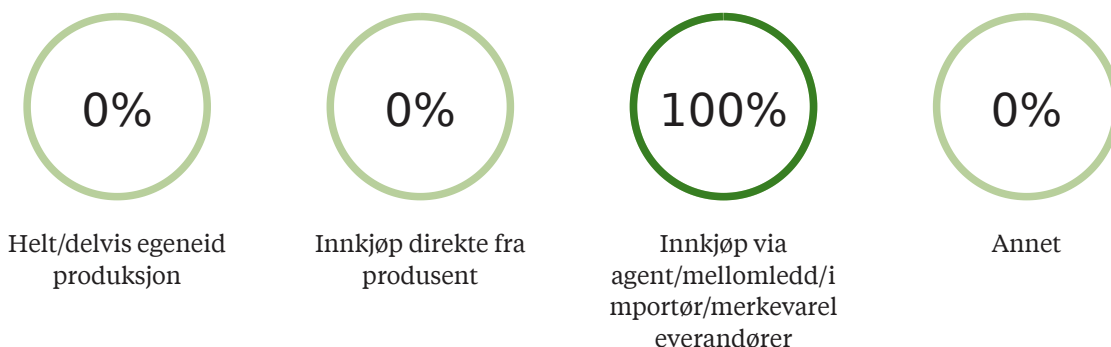 0%
0%
100%
0%
Helt/delvis egeneid
produksjon
Innkjøp direkte fra
produsent
Innkjøp via
agent/mellomledd/i
mportør/merkevarel
everandører
Annet